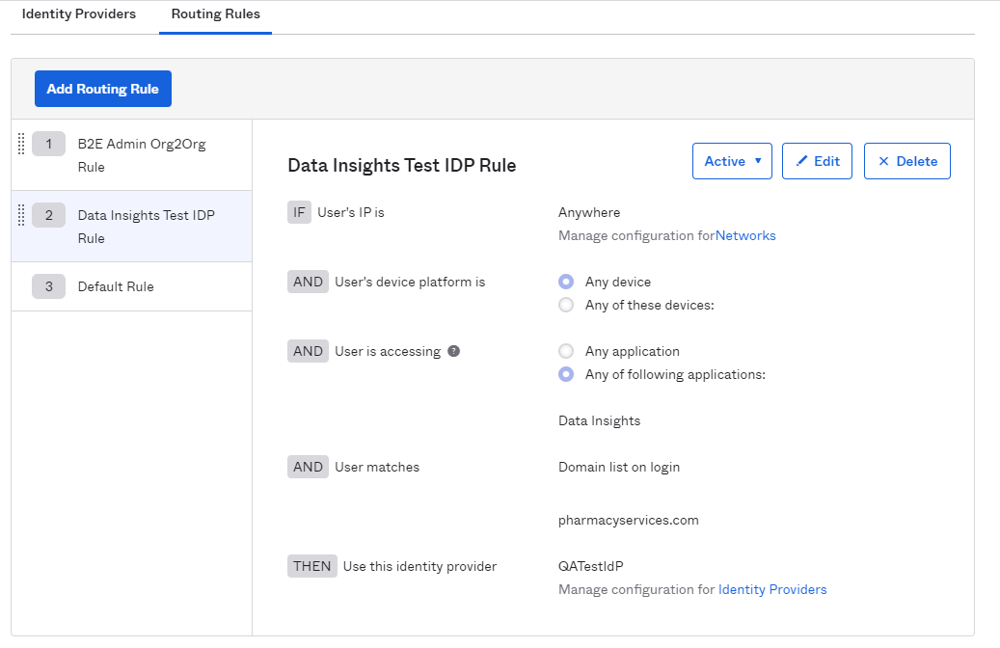 Identity Providers
Routing Rules
Add Routing Rule
1
B2E Admin Org2Org
Rule
2
Data Insights Test IDP
Rule
3
Default Rule
Data Insights Test IDP Rule
Active
Edit
Delete
IF User's IP is
Anywhere
Manage configuration forNetworks
AND User's device platform is
Any device
Any of these devices:
AND User is accessing ?
Any application
Any of following applications:
Data Insights
AND User matches
Domain list on login
pharmacyservices.com
THEN Use this identity provider
QATestIdP
Manage configuration for Identity Providers